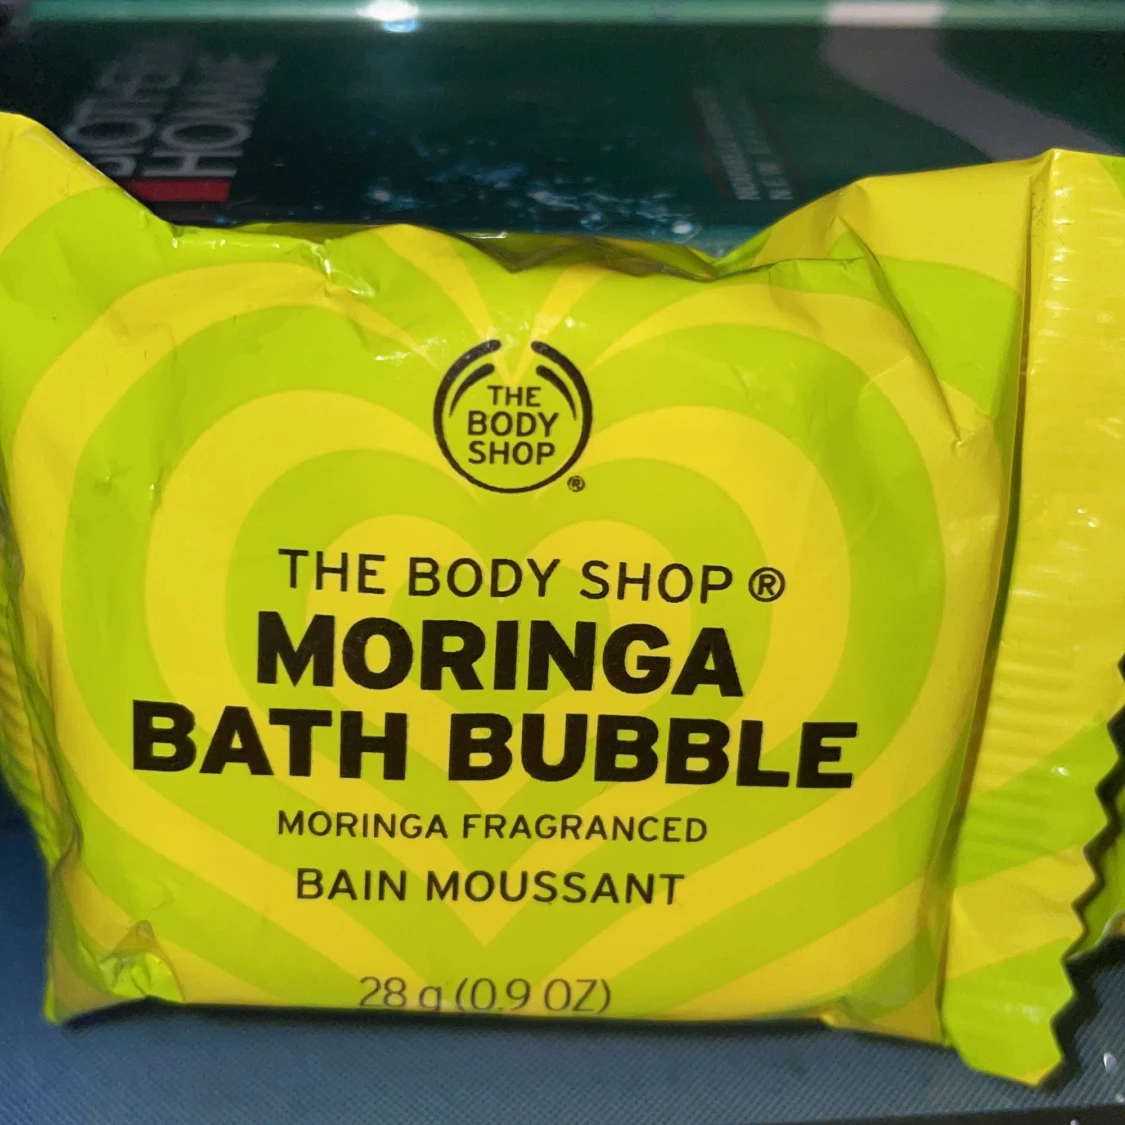 THE
BODY
SHOP
®
THE BODY SHOP ®
MORINGA
BATH BUBBLE
MORINGA FRAGRANCED
BAIN MOUSSANT
28 g (0.9 OZ)